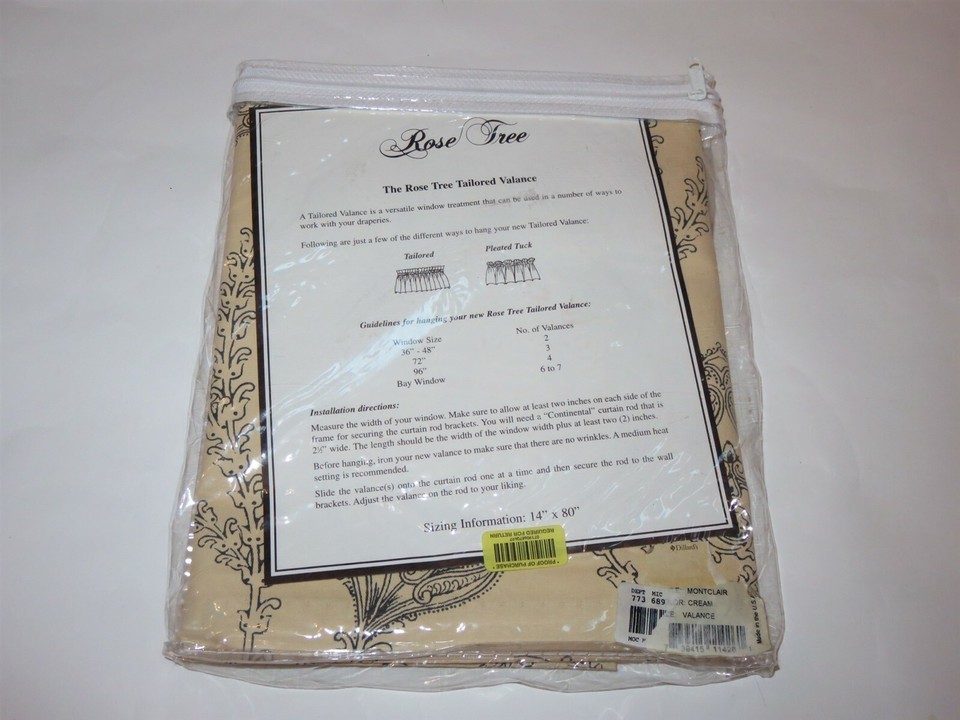 Rose Tree
The Rose Tree Tailored Valance
A Tailored Valance is a versatile window treatment that can be used in a number of ways to
work with your draperies.
Following are just a few of the different ways to hang your new Tailored Valance:
Tailored
Pleated Tuck
Guidelines for hanging your new Rose Tree Tailored Valance:
Window Size No. of Valances
36" - 48" 2
72" 3
96" 4
Bay Window 6 to 7
Installation directions:
Measure the width of your window. Make sure to allow at least two inches on each side of the
frame for securing the curtain rod brackets. You will need a "Continental" curtain rod that is
2½" wide. The length should be the width of the window width plus at least two (2) inches.
Before hanging, iron your new valance to make sure that there are no wrinkles. A medium heat
setting is recommended.
Slide the valance(s) onto the curtain rod one at a time and then secure the rod to the wall
brackets. Adjust the valance on the rod to your liking.
Sizing Information: 14" x 80"
* PROOF OF PURCHASE *
REQUIRED FOR RETURN
Dillard's
DEPT MIC
773 689
MONTCLAIR
CREAM
VALANCE
Made in the U.S.